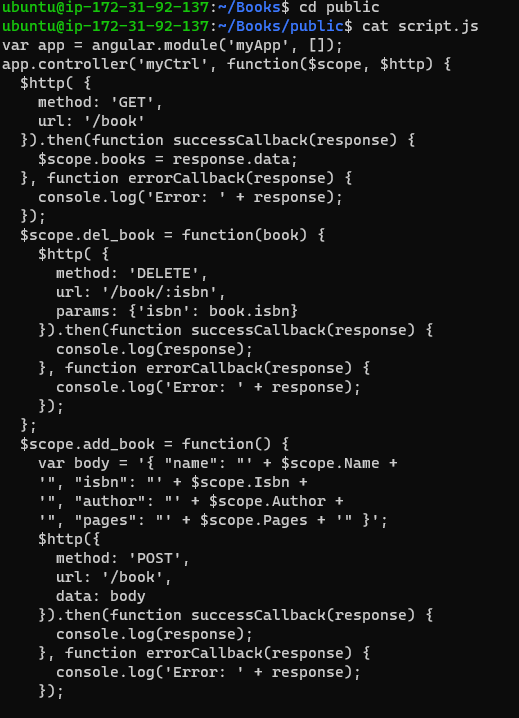 ubuntu@ip-172-31-92-137:~/Books$ cd public
ubuntu@ip-172-31-92-137:~/Books/public$ cat script.js
var app = angular.module('myApp', []);
app.controller('myCtrl', function($scope, $http) {
  $http( {
    method: 'GET',
    url: '/book'
  }).then(function successCallback(response) {
    $scope.books = response.data;
  }, function errorCallback(response) {
    console.log('Error: ' + response);
  });
  $scope.del_book = function(book) {
    $http( {
      method: 'DELETE',
      url: '/book/:isbn',
      params: {'isbn': book.isbn}
    }).then(function successCallback(response) {
      console.log(response);
    }, function errorCallback(response) {
      console.log('Error: ' + response);
    });
  };
  $scope.add_book = function() {
    var body = '{ "name": "' + $scope.Name +
    '", "isbn": "' + $scope.Isbn +
    '", "author": "' + $scope.Author +
    '", "pages": "' + $scope.Pages + '" }';
    $http({
      method: 'POST',
      url: '/book',
      data: body
    }).then(function successCallback(response) {
      console.log(response);
    }, function errorCallback(response) {
      console.log('Error: ' + response);
    });